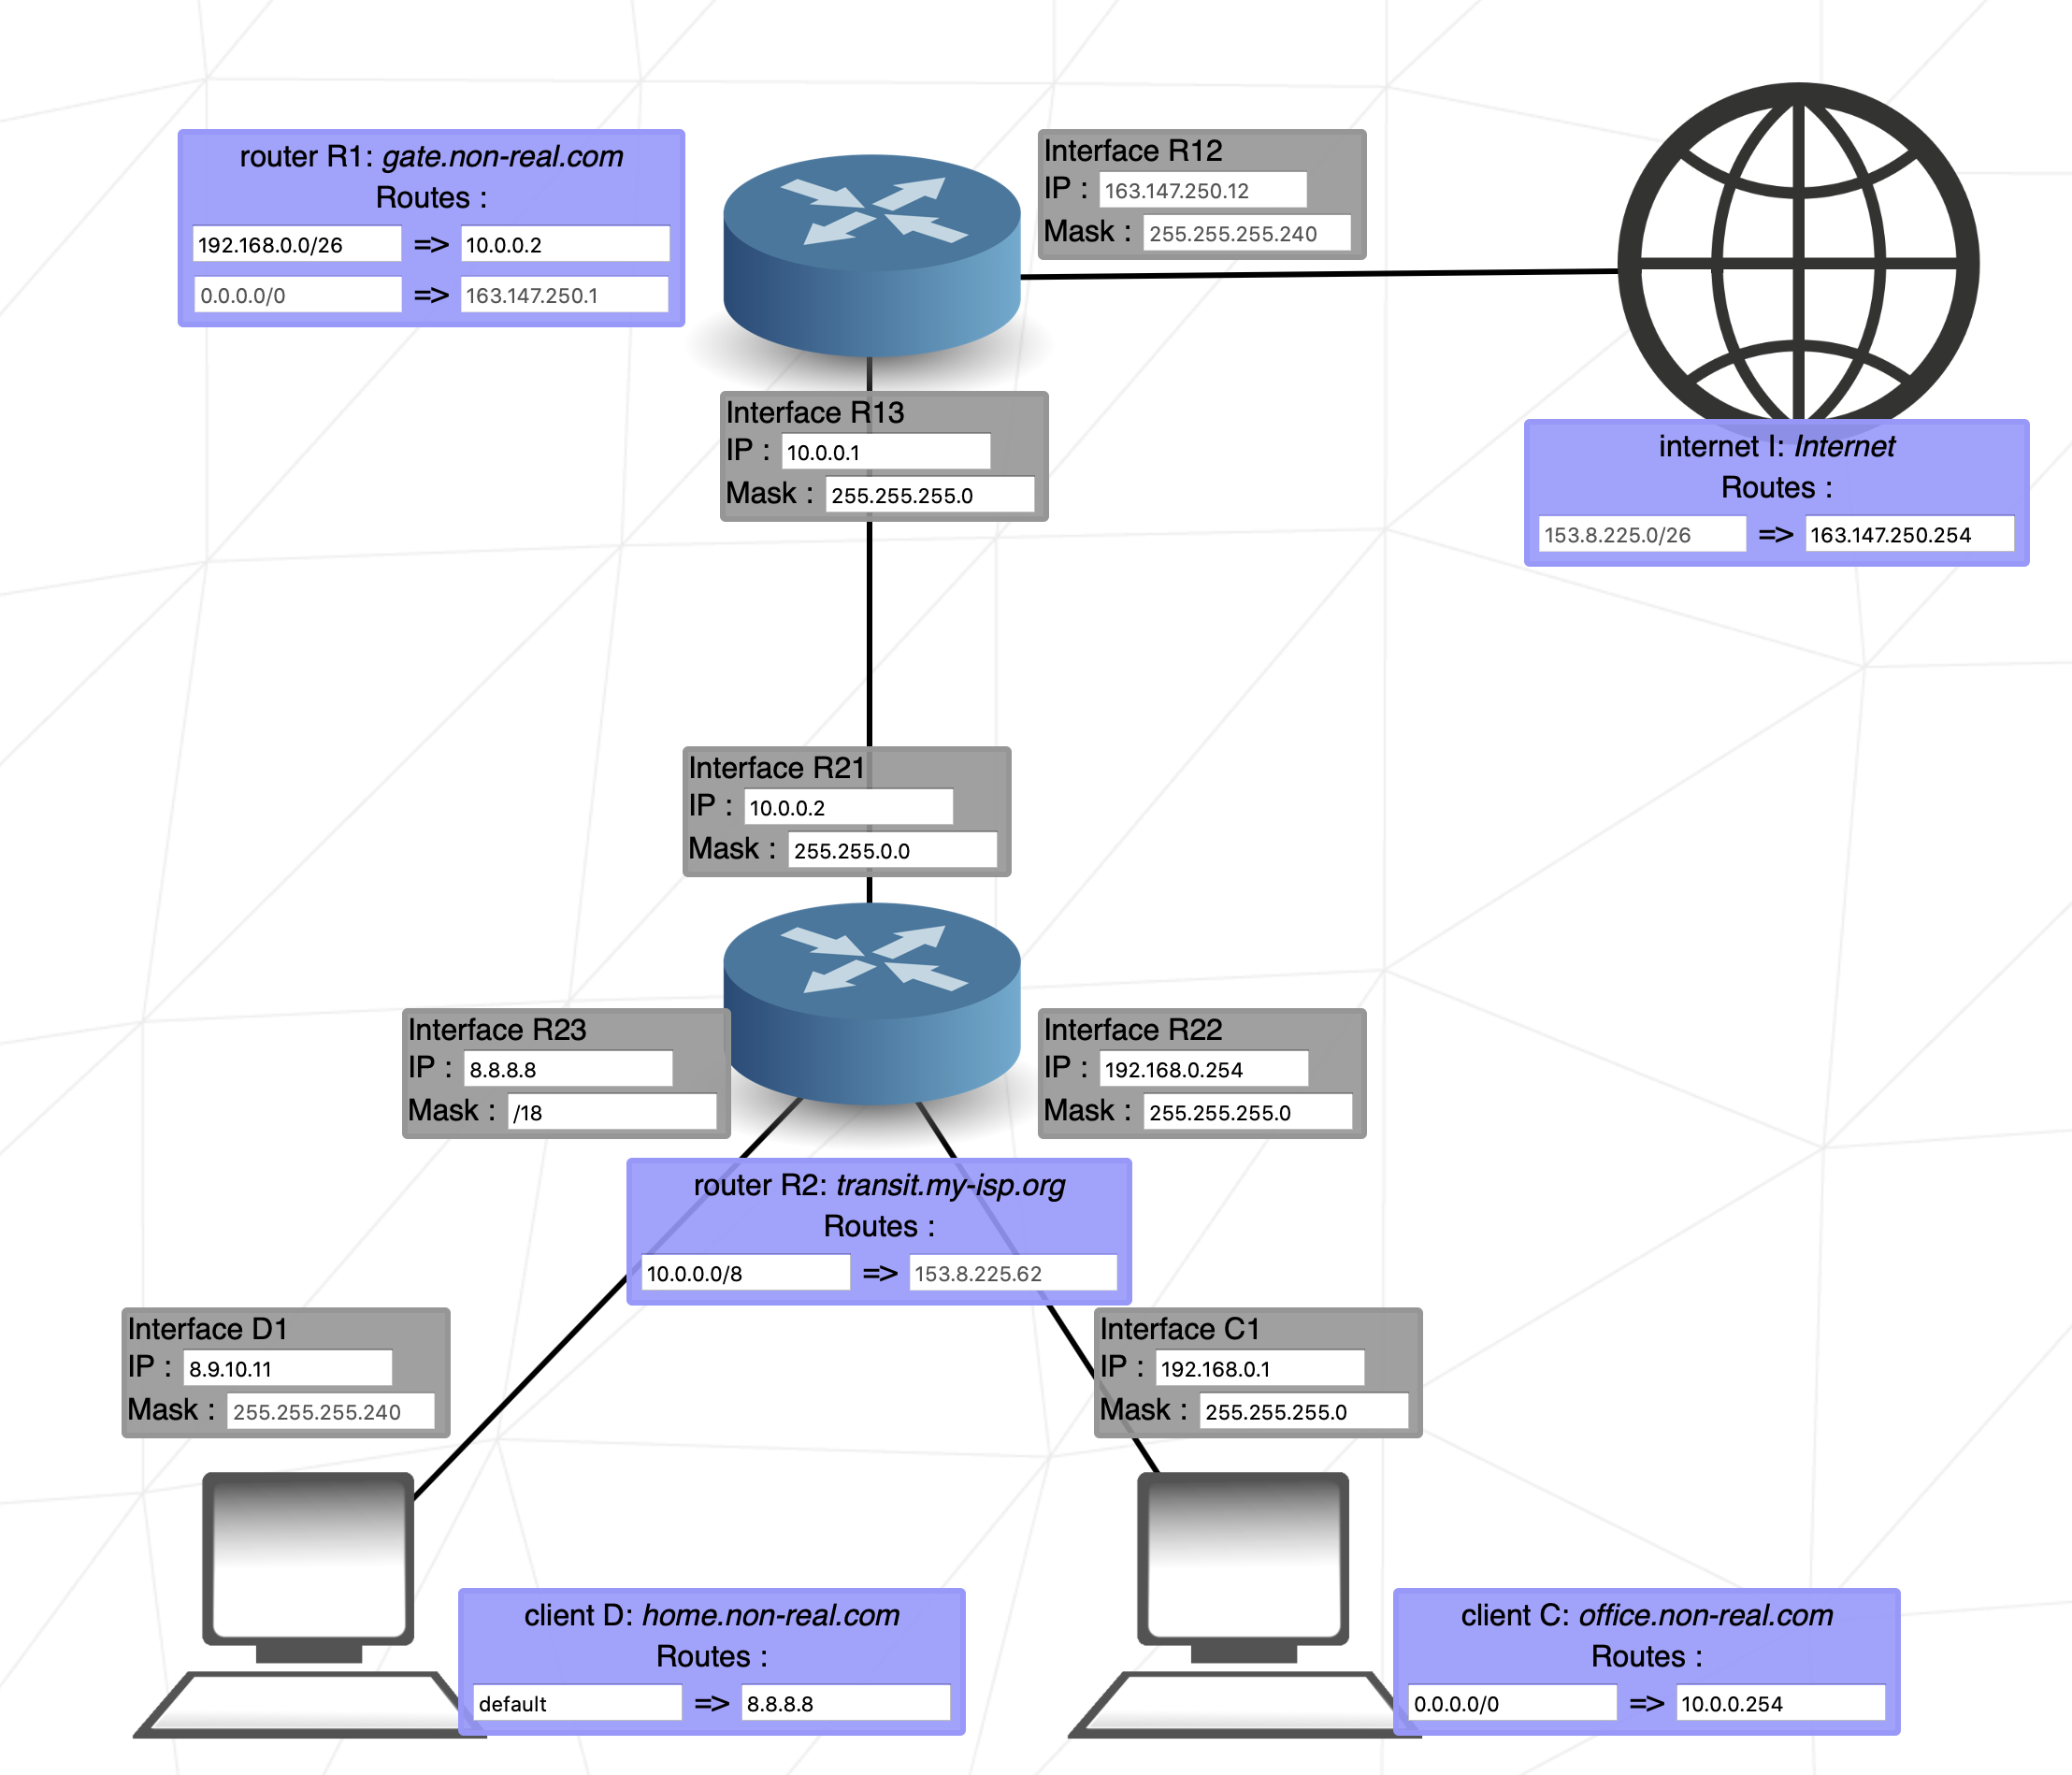 router R1: gate.non-real.com
Routes :
192.168.0.0/26 => 10.0.0.2
0.0.0.0/0 => 163.147.250.1
Interface R12
IP : 163.147.250.12
Mask : 255.255.255.240
Interface R13
IP : 10.0.0.1
Mask : 255.255.255.0
internet I: Internet
Routes :
153.8.225.0/26 => 163.147.250.254
Interface R21
IP : 10.0.0.2
Mask : 255.255.0.0
Interface R23
IP : 8.8.8.8
Mask : /18
Interface R22
IP : 192.168.0.254
Mask : 255.255.255.0
router R2: transit.my-isp.org
Routes :
10.0.0.0/8 => 153.8.225.62
Interface D1
IP : 8.9.10.11
Mask : 255.255.255.240
Interface C1
IP : 192.168.0.1
Mask : 255.255.255.0
client D: home.non-real.com
Routes :
default => 8.8.8.8
client C: office.non-real.com
Routes :
0.0.0.0/0 => 10.0.0.254